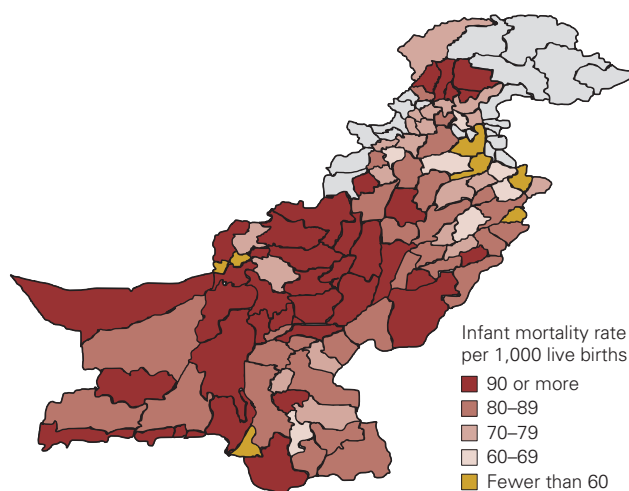 Infant mortality rate
per 1,000 live births
90 or more
80–89
70–79
60–69
Fewer than 60